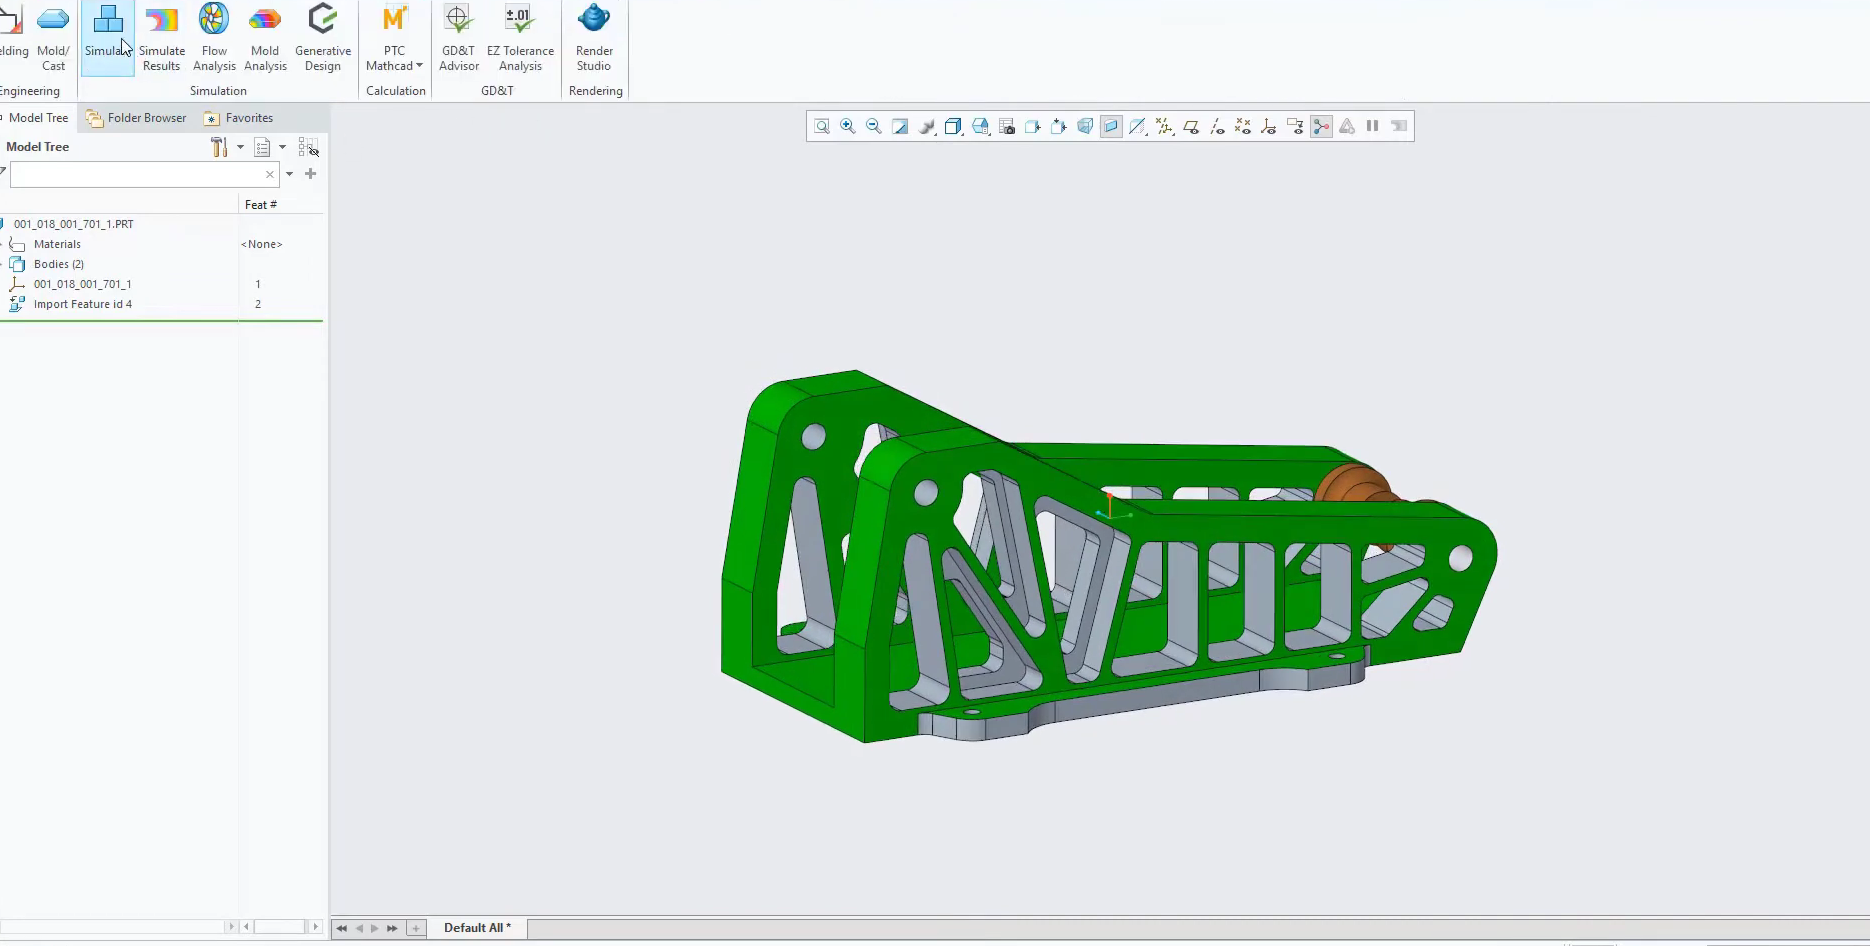 ±.01
elding
Mold/
Cast
Simulate
Simulate
Results
Flow
Analysis
Mold
Analysis
Generative
Design
PTC
Mathcad
GD&T
Advisor
EZ Tolerance
Analysis
Render
Studio
Engineering
Simulation
Calculation
GD&T
Rendering
Model Tree
Folder Browser
Favorites
Model Tree
Feat #
001_018_001_701_1.PRT
Materials <None>
Bodies (2)
001_018_001_701_1 1
Import Feature id 4 2
Default All *